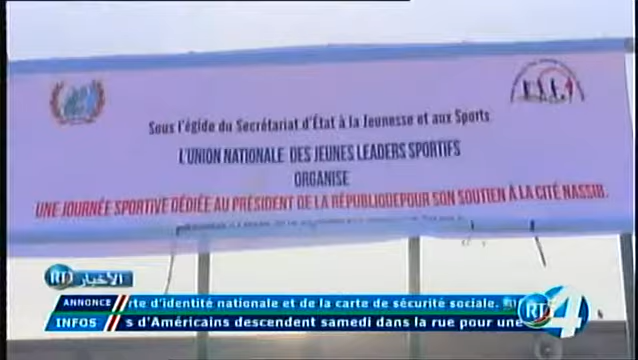 Sous l'égide du Secrétariat d'État à la Jeunesse et aux Sports
L'UNION NATIONALE DES JEUNES LEADERS SPORTIFS
ORGANISE
UNE JOURNÉE SPORTIVE DÉDIÉE AU PRÉSIDENT DE LA RÉPUBLIQUEPOUR SON SOUTIEN À LA CITÉ NASSIB.
RTD الأخبار
ANNONCE rte d'identité nationale et de la carte de sécurité sociale.
INFOS s d'Américains descendent samedi dans la rue pour une
RTD 4